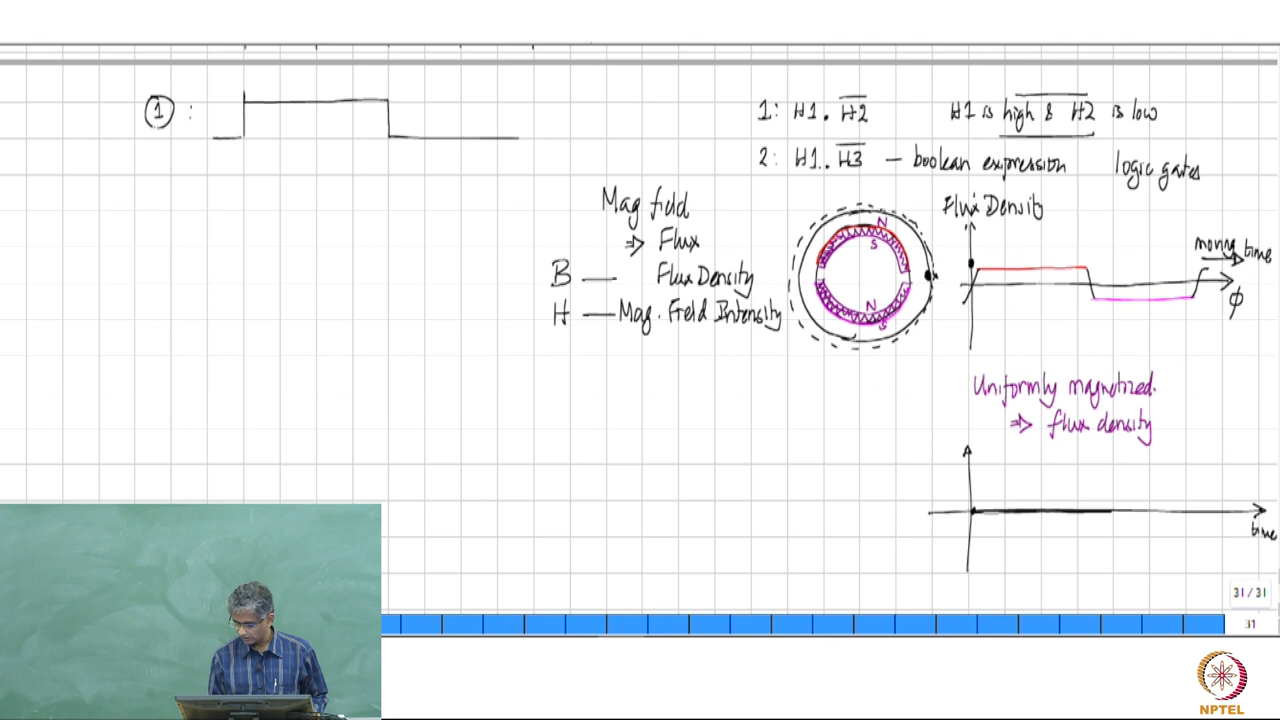 1 :
1: H1 . H2̅ H1 is high & H2̅ is low
2: H1 . . H3̅ – boolean expression logic gates
Mag field
⇒ Flux
B — Flux Density
H — Mag. Field Intensity
N
S
N
S
Flux Density
moving time
φ
Uniformly magnetized.
⇒ flux density
time
31/31
31
NPTEL